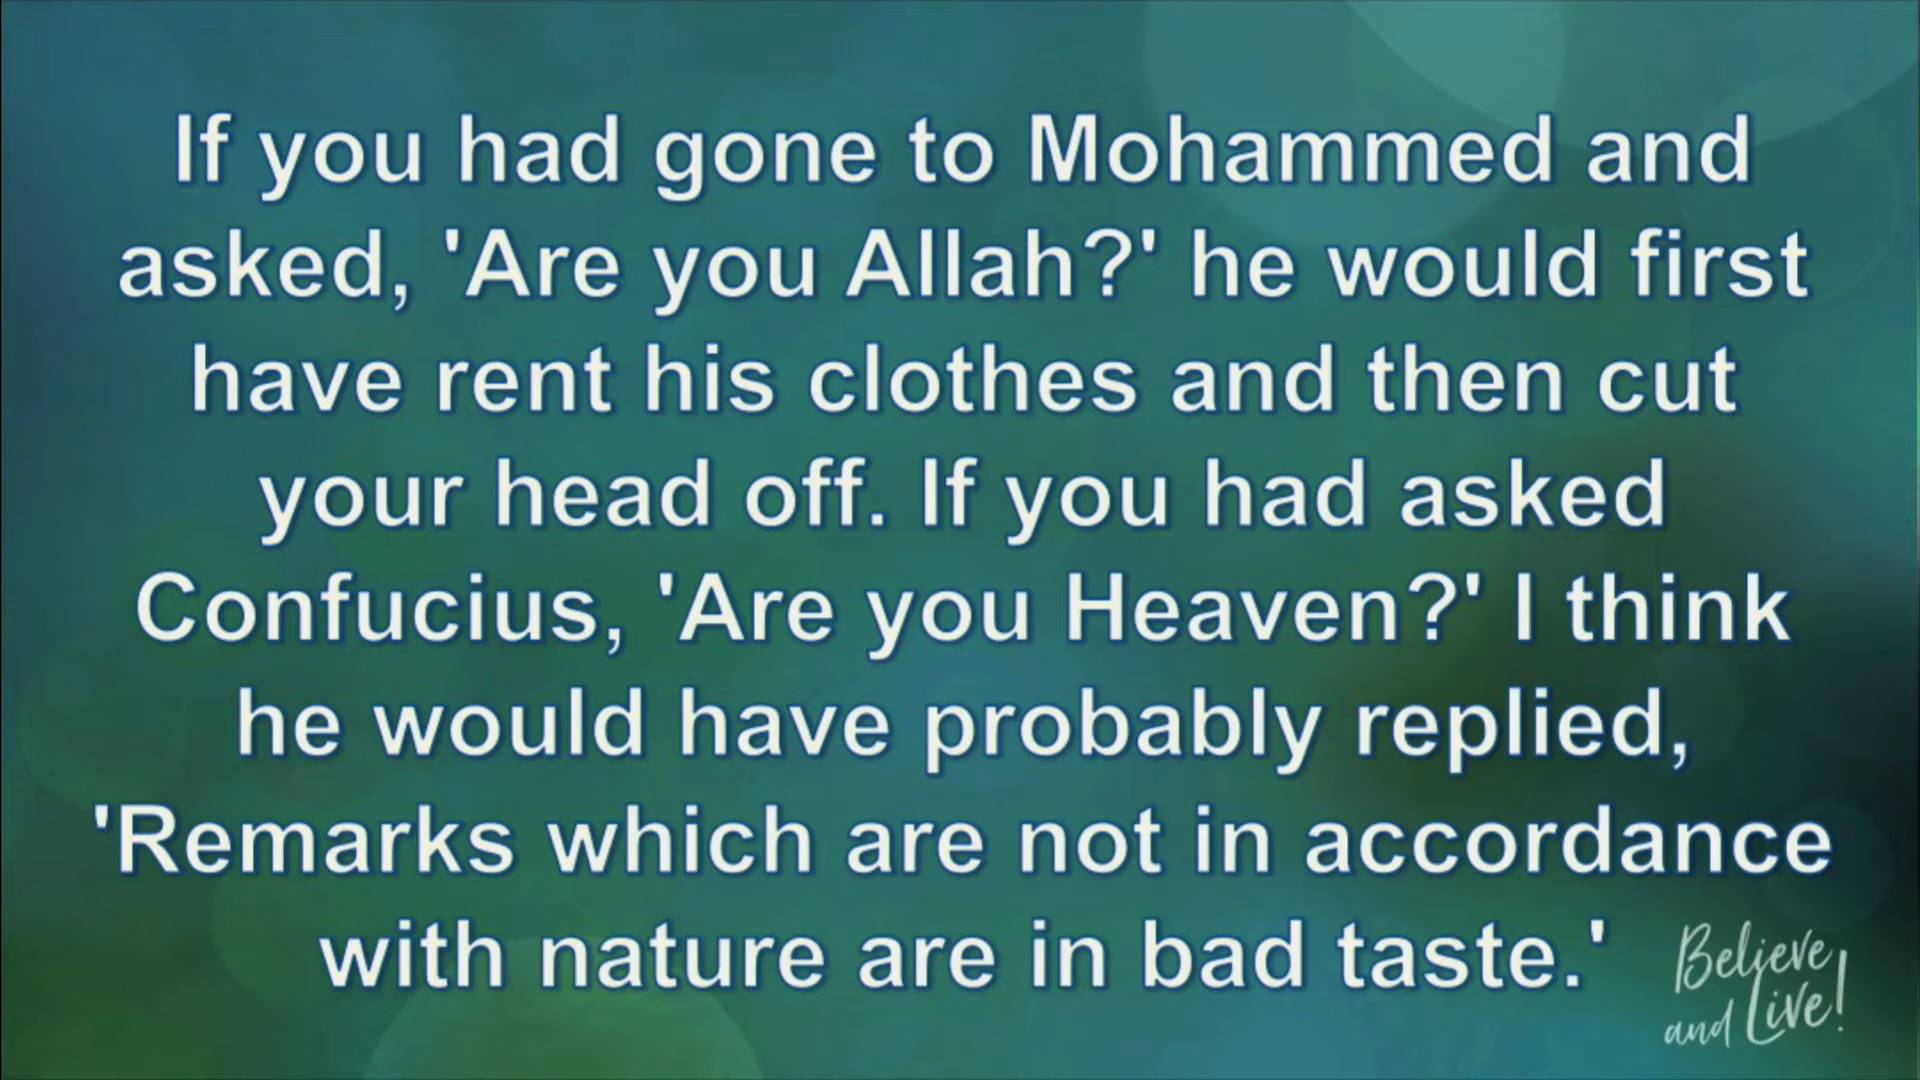 If you had gone to Mohammed and
asked, 'Are you Allah?' he would first
have rent his clothes and then cut
your head off. If you had asked
Confucius, 'Are you Heaven?' I think
he would have probably replied,
'Remarks which are not in accordance
with nature are in bad taste.'
Believe
and Live!